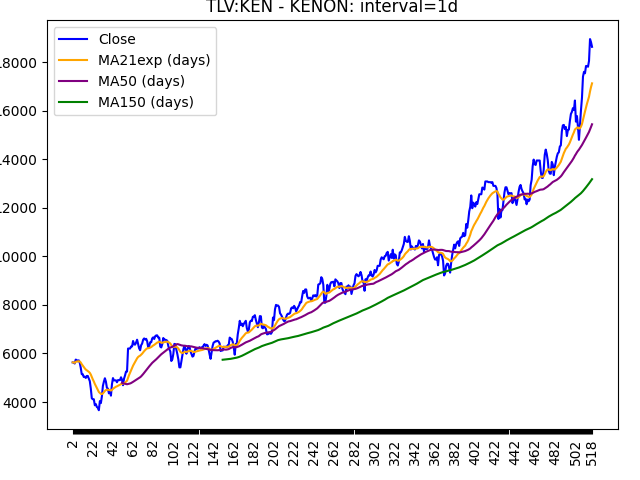 TLV:KEN - KENON: interval=1d
Close
MA21exp (days)
MA50 (days)
MA150 (days)
18000
16000
14000
12000
10000
8000
6000
4000
2 22 42 62 82 102 122 142 162 182 202 222 242 262 282 302 322 342 362 382 402 422 442 462 482 502 518